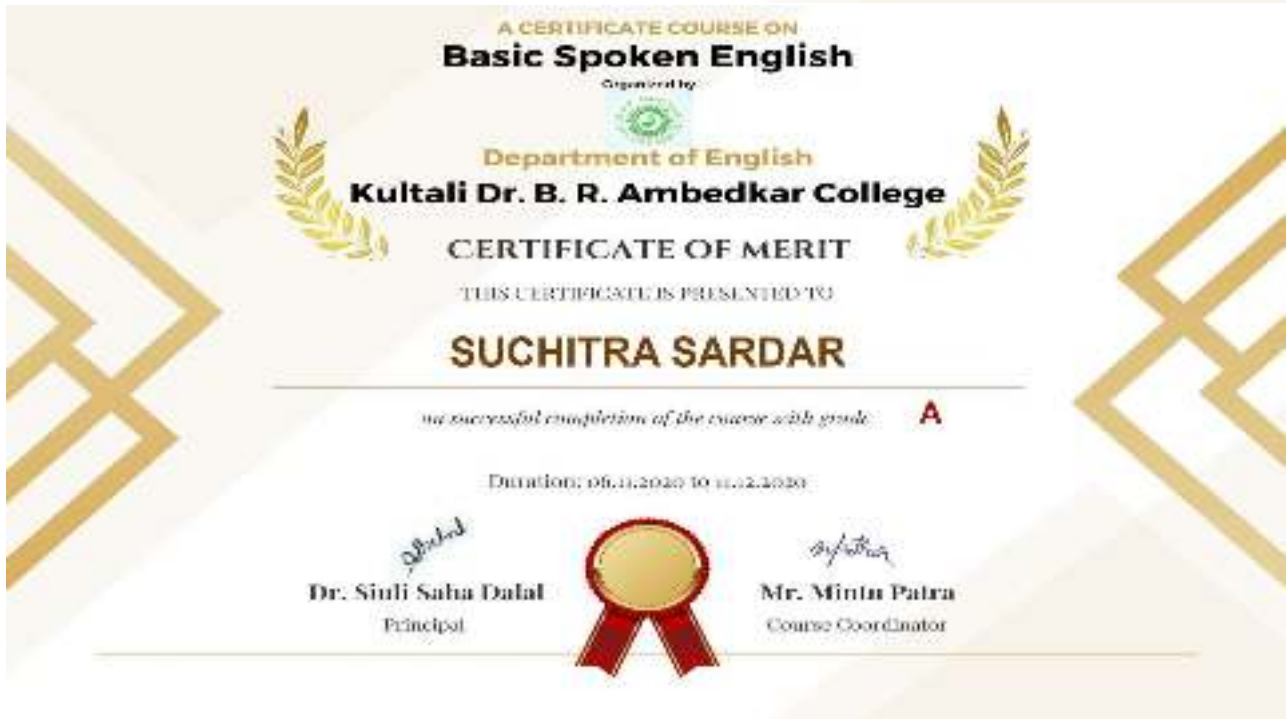 A CERTIFICATE COURSE ON
Basic Spoken English
Organized by
Department of English
Kultali Dr. B. R. Ambedkar College
CERTIFICATE OF MERIT
THIS CERTIFICATE IS PRESENTED TO
SUCHITRA SARDAR
on successful completion of the course with grade A
Duration: 06.11.2020 to 11.12.2020
Dr. Siuli Saha Dalal Mr. Mintu Patra
Principal Course Coordinator